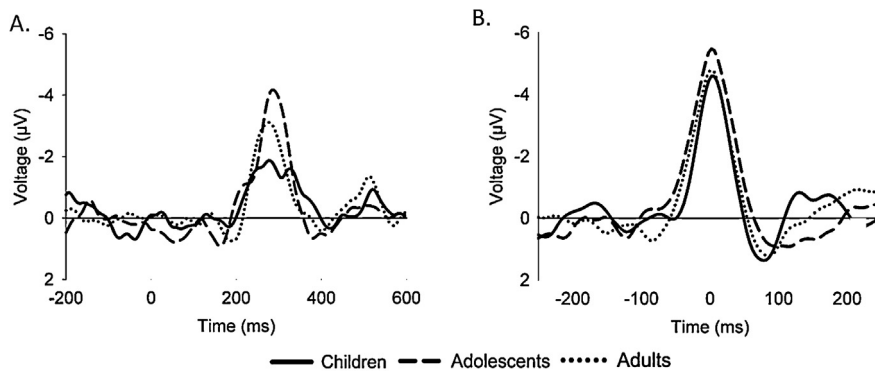 A.
-6
-4
-2
0
2
Voltage (µV)
-200 0 200 400 600
Time (ms)
B.
-6
-4
-2
0
2
Voltage (µV)
-200 -100 0 100 200
Time (ms)
Children Adolescents Adults